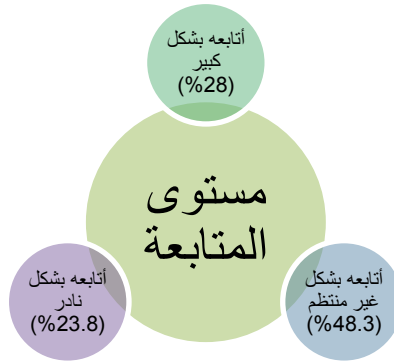 أتابعه بشكل
كبير
(%28)
مستوى
المتابعة
أتابعه بشكل
غير منتظم
(%48.3)
أتابعه بشكل
نادر
(%23.8)